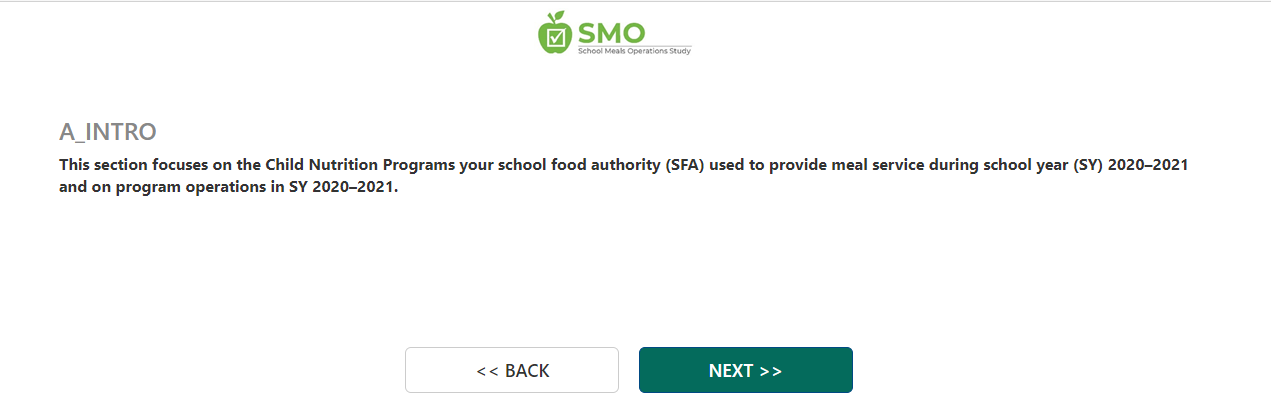 SMO
School Meals Operations Study
A_INTRO
This section focuses on the Child Nutrition Programs your school food authority (SFA) used to provide meal service during school year (SY) 2020–2021
and on program operations in SY 2020–2021.
<< BACK
NEXT >>